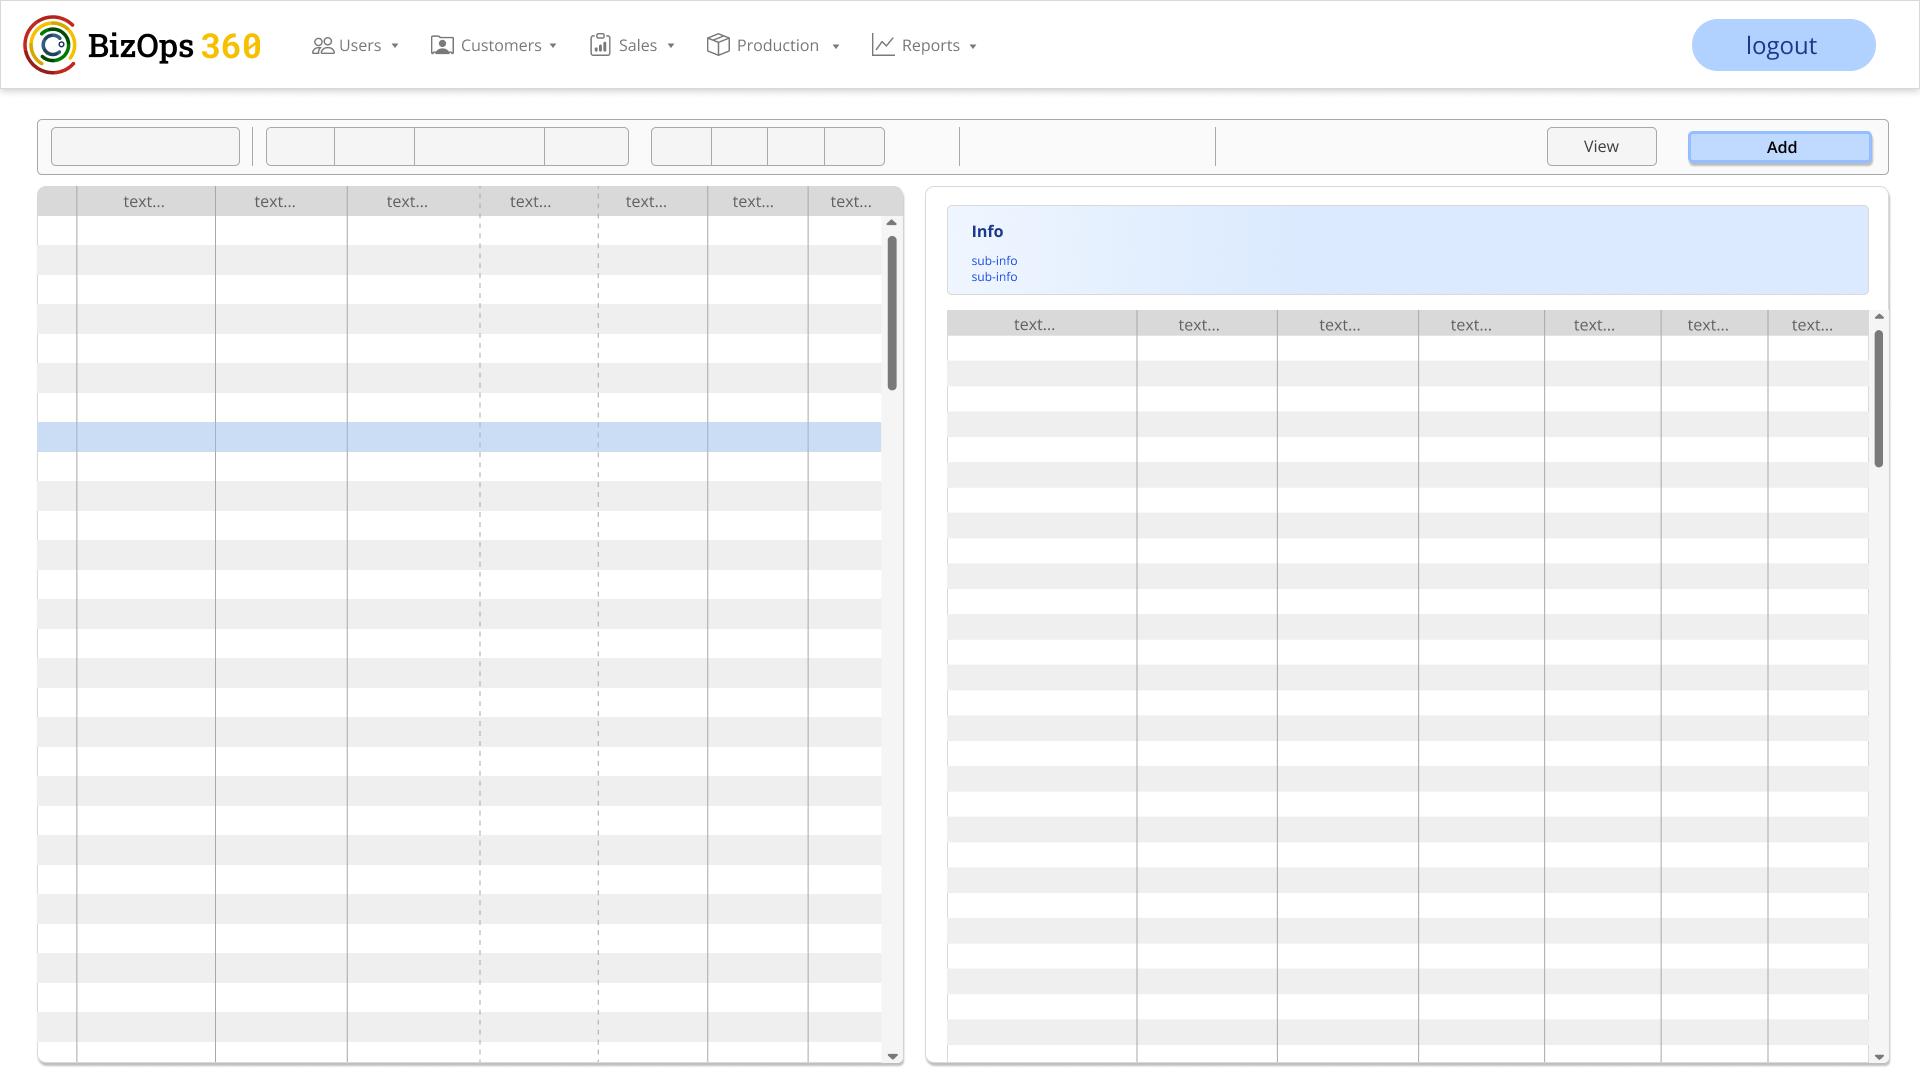 BizOps 360
Users
Customers
Sales
Production
Reports
logout
View
Add
text... text... text... text... text... text... text...
Info
sub-info
sub-info
text... text... text... text... text... text... text...